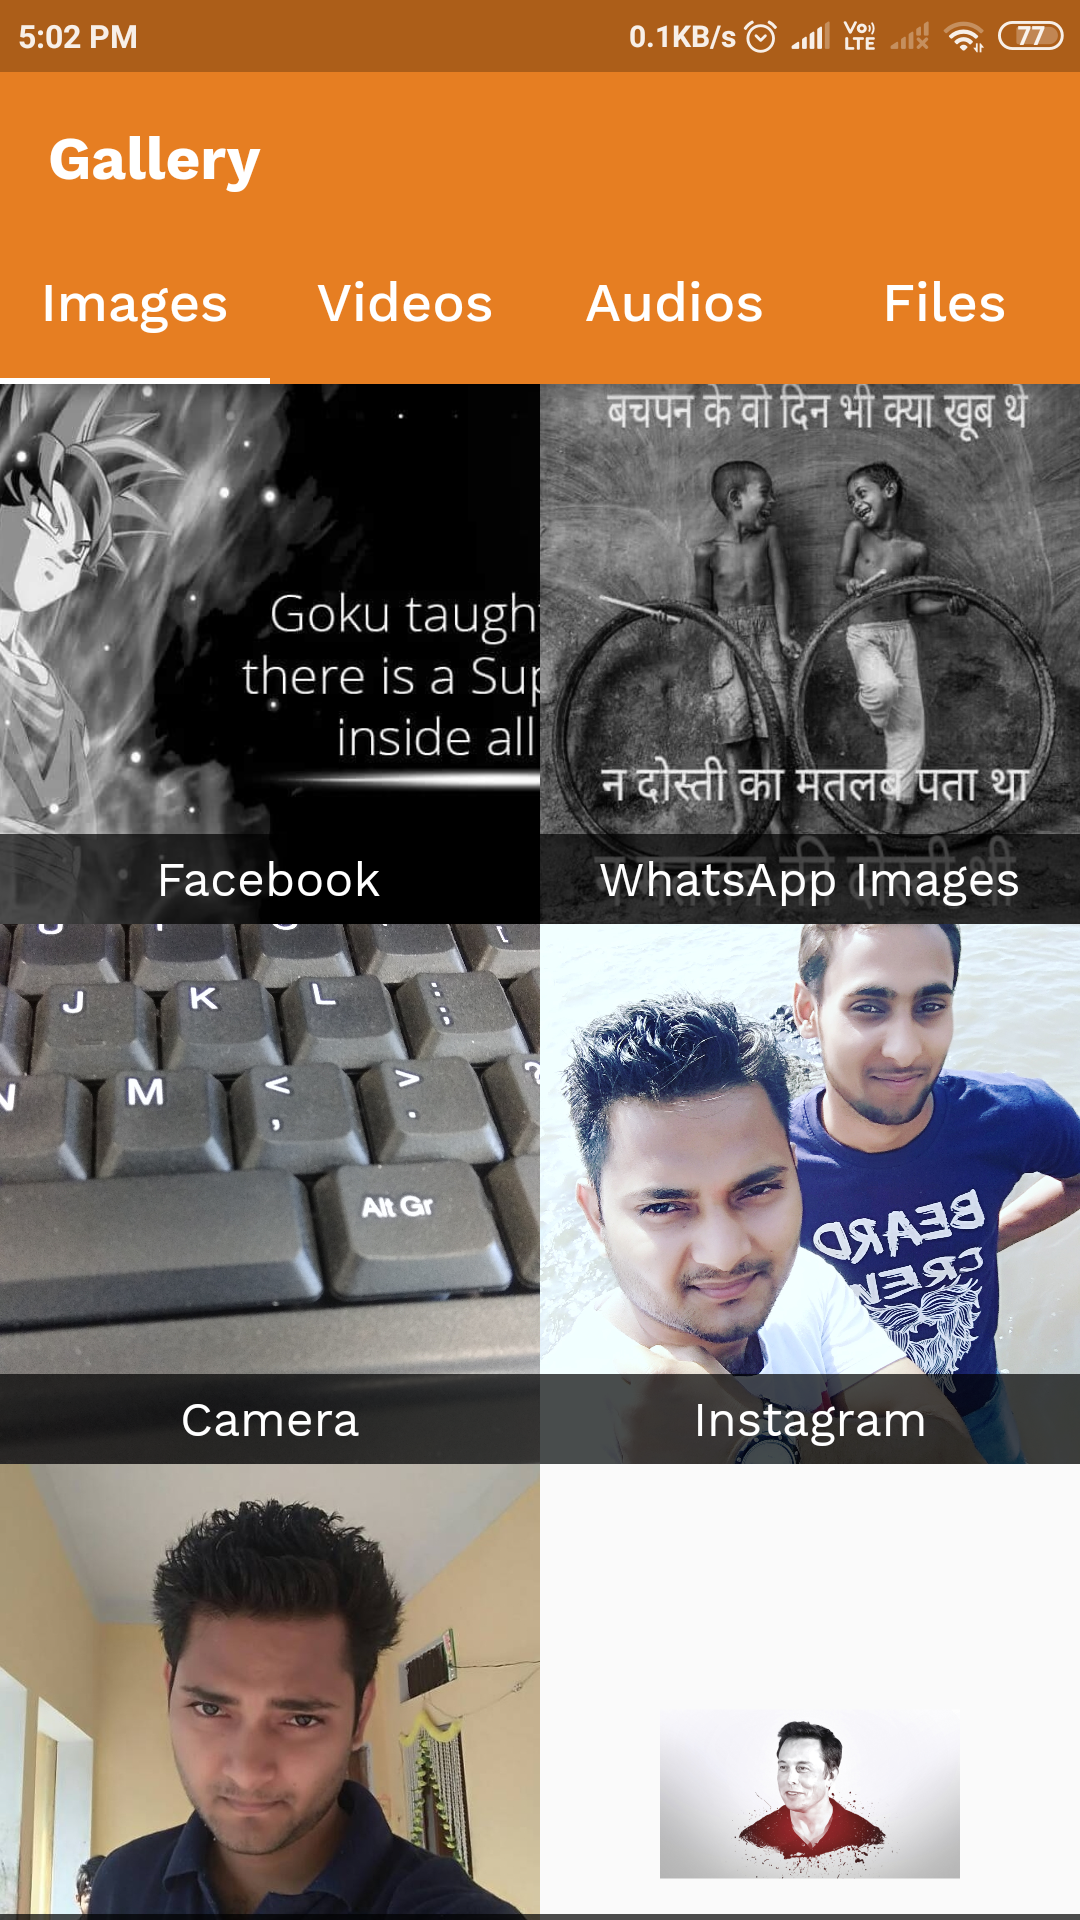 5:02 PM 0.1KB/s Vo)) LTE 77
Gallery
Images Videos Audios Files
Goku taugh
there is a Sup
inside all
Facebook
बचपन के वो दिन भी क्या खूब थे
न दोस्ती का मतलब पता था
WhatsApp Images
J K L : ;
N M < , > . ?
Alt Gr
Camera
BEARD
CREW
Instagram